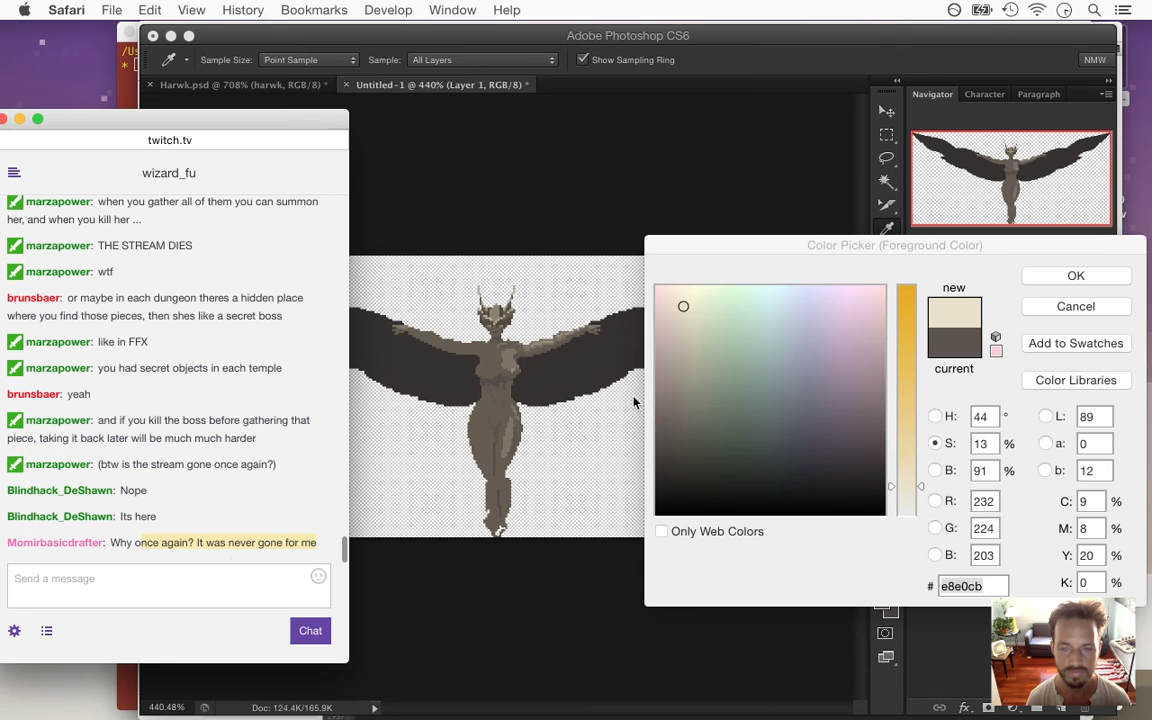 Safari File Edit View History Bookmarks Develop Window Help
Adobe Photoshop CS6
Sample Size: Point Sample Sample: All Layers Show Sampling Ring NMW
Harwk.psd @ 708% (harwk, RGB/8) * Untitled-1 @ 440% (Layer 1, RGB/8) *
Navigator Character Paragraph
twitch.tv
wizard_fu
marzapower: when you gather all of them you can summon
her, and when you kill her ...
marzapower: THE STREAM DIES
marzapower: wtf
brunsbaer: or maybe in each dungeon theres a hidden place
where you find those pieces, then shes like a secret boss
marzapower: like in FFX
marzapower: you had secret objects in each temple
brunsbaer: yeah
marzapower: and if you kill the boss before gathering that
piece, taking it back later will be much much harder
marzapower: (btw is the stream gone once again?)
Blindhack_DeShawn: Nope
Blindhack_DeShawn: Its here
Momirbasicdrafter: Why once again? It was never gone for me
Send a message
Chat
Color Picker (Foreground Color)
new
current
OK
Cancel
Add to Swatches
Color Libraries
H: 44 ° L: 89
S: 13 % a: 0
B: 91 % b: 12
R: 232 C: 9 %
G: 224 M: 8 %
B: 203 Y: 20 %
# e8e0cb K: 0 %
Only Web Colors
440.48% Doc: 124.4K/165.9K